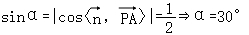 sinα=|cos⟨n⃗, PA⃗⟩|=1/2⇒α=30°